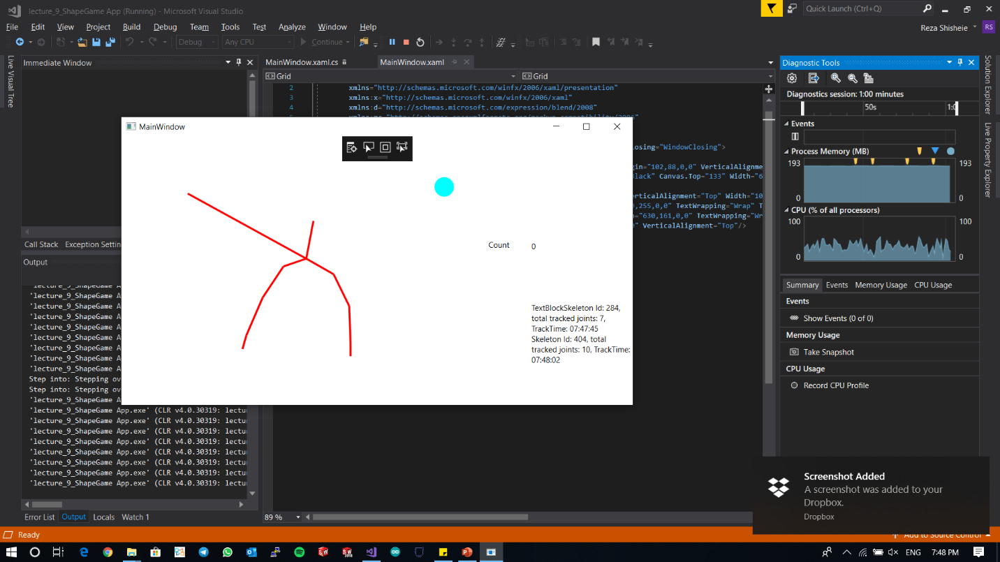 lecture_9_ShapeGame App (Running) - Microsoft Visual Studio
Quick Launch (Ctrl+Q)
File Edit View Project Build Debug Team Tools Test Analyze Window Help
Reza Shisheie RS
Debug Any CPU Continue
Live Visual Tree
Immediate Window
Call Stack Exception Settin
Output
'lecture_9_ShapeGame A
'lecture_9_ShapeGame A
'lecture_9_ShapeGame A
'lecture_9_ShapeGame A
'lecture_9_ShapeGame A
'lecture_9_ShapeGame A
'lecture_9_ShapeGame A
'lecture_9_ShapeGame A
'lecture_9_ShapeGame A
Step into: Stepping ov
Step into: Stepping ov
'lecture_9_ShapeGame A
'lecture_9_ShapeGame App.exe' (CLR v4.0.30319: lectu
'lecture_9_ShapeGame App.exe' (CLR v4.0.30319: lectu
'lecture_9_ShapeGame App.exe' (CLR v4.0.30319: lectu
'lecture_9_ShapeGame App.exe' (CLR v4.0.30319: lectu
'lecture_9_ShapeGame App.exe' (CLR v4.0.30319: lectu
'lecture_9_ShapeGame App.exe' (CLR v4.0.30319: lectu
'lecture_9_ShapeGame App.exe' (CLR v4.0.30319: lectu
'lecture_9_ShapeGame App.exe' (CLR v4.0.30319: lectu
Error List Output Locals Watch 1
MainWindow.xaml.cs MainWindow.xaml
Grid Grid
2 xmlns="http://schemas.microsoft.com/winfx/2006/xaml/presentation"
3 xmlns:x="http://schemas.microsoft.com/winfx/2006/xaml"
4 xmlns:d="http://schemas.microsoft.com/expression/blend/2008"
losing="WindowClosing">
gin="102,88,0,0" VerticalAlignme
Black" Canvas.Top="133" Width="6
erticalAlignment="Top" Width="10
,255,0,0" TextWrapping="Wrap" T
n="630,161,0,0" TextWrapping="Wr
0" VerticalAlignment="Top"/>
89 %
MainWindow
Count 0
TextBlockSkeleton Id: 284,
total tracked joints: 7,
TrackTime: 07:47:45
Skeleton Id: 404, total
tracked joints: 10, TrackTime:
07:48:02
Diagnostic Tools
Diagnostics session: 1:00 minutes
50s 1:0
Events
Process Memory (MB)
193 193
0 0
CPU (% of all processors)
100 100
0 0
Summary Events Memory Usage CPU Usage
Events
Show Events (0 of 0)
Memory Usage
Take Snapshot
CPU Usage
Record CPU Profile
Solution Explorer
Live Property Explorer
Screenshot Added
A screenshot was added to your
Dropbox.
Dropbox
Ready
Add to Source Control
ENG 7:48 PM